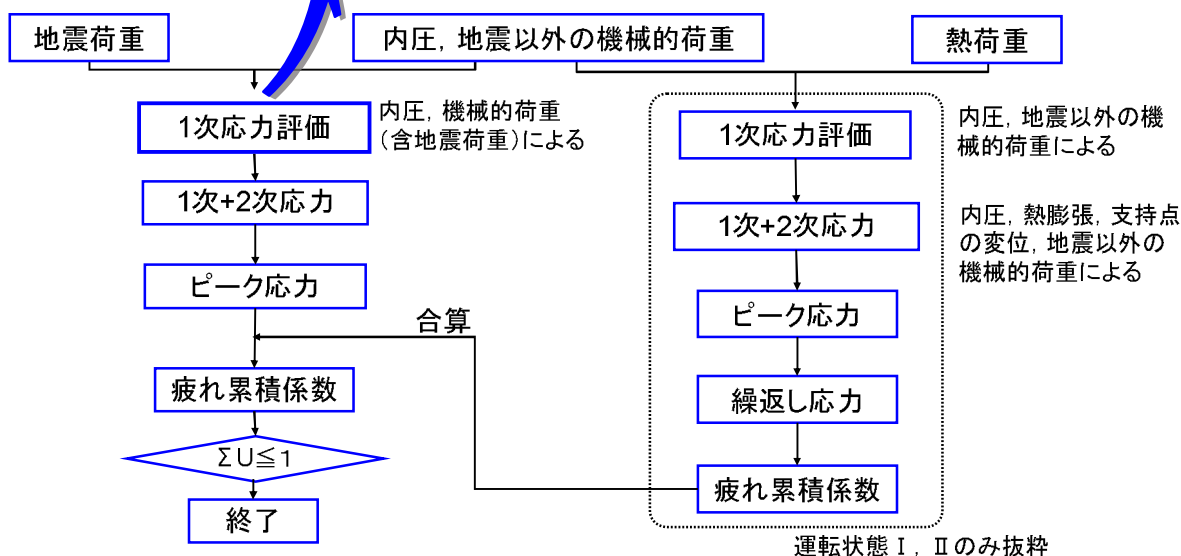 地震荷重
内圧，地震以外の機械的荷重
熱荷重
1次応力評価
内圧，機械的荷重
（含地震荷重）による
1次+2次応力
ピーク応力
合算
疲れ累積係数
ΣU≦1
終了
1次応力評価
内圧，地震以外の機
械的荷重による
1次+2次応力
内圧，熱膨張，支持点
の変位，地震以外の
機械的荷重による
ピーク応力
繰返し応力
疲れ累積係数
運転状態Ⅰ，Ⅱのみ抜粋